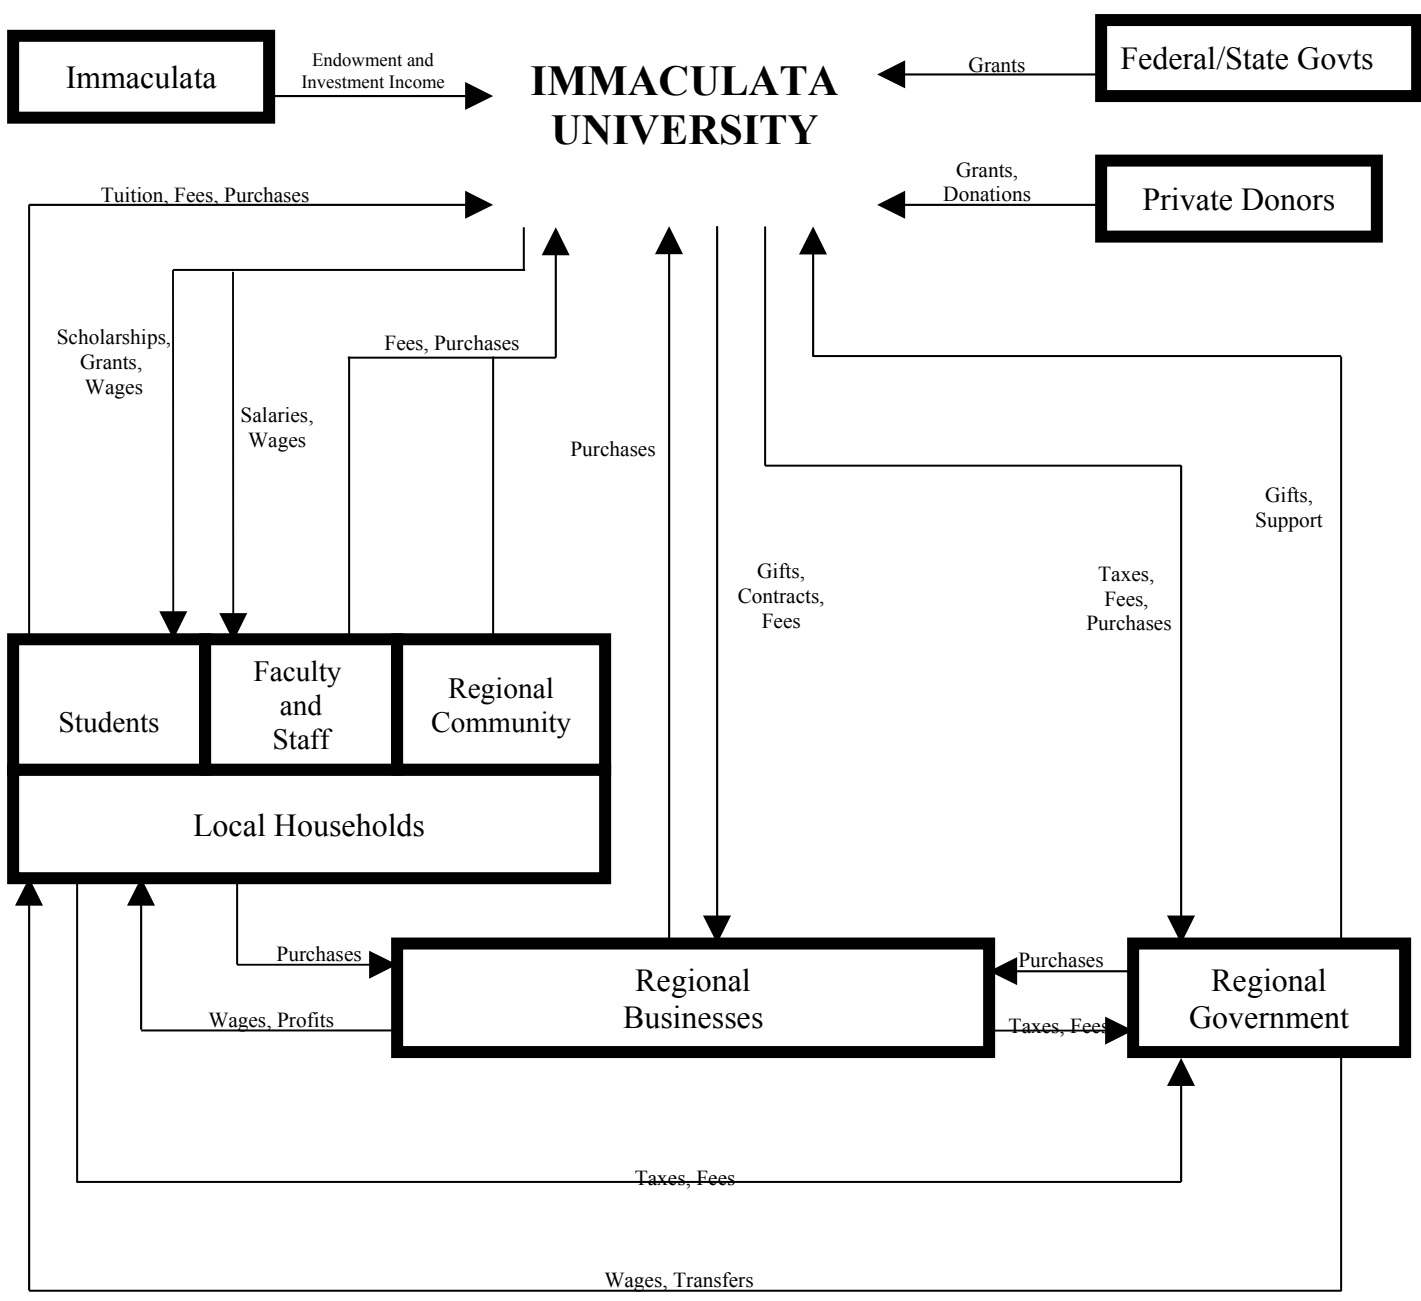 Immaculata
Endowment and
Investment Income
IMMACULATA
UNIVERSITY
Grants
Federal/State Govts
Tuition, Fees, Purchases
Grants,
Donations
Private Donors
Scholarships,
Grants,
Wages
Salaries,
Wages
Fees, Purchases
Purchases
Gifts,
Contracts,
Fees
Taxes,
Fees,
Purchases
Gifts,
Support
Students
Faculty
and
Staff
Regional
Community
Local Households
Purchases
Wages, Profits
Regional
Businesses
Purchases
Taxes, Fees
Regional
Government
Taxes, Fees
Wages, Transfers